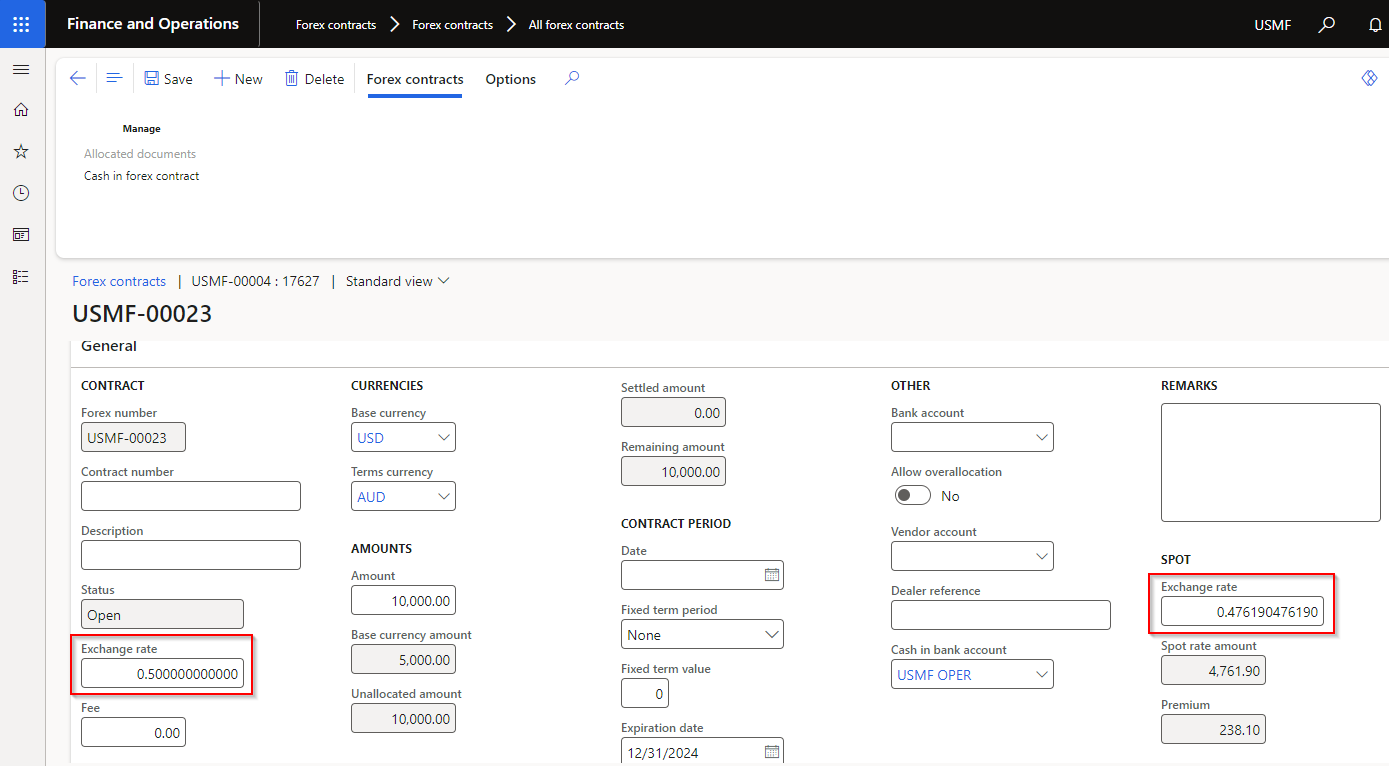 Finance and Operations
Forex contracts
Forex contracts
All forex contracts
USMF
Save
New
Delete
Forex contracts
Options
Manage
Allocated documents
Cash in forex contract
Forex contracts | USMF-00004 : 17627 | Standard view
USMF-00023
General
CONTRACT
Forex number
USMF-00023
Contract number
Description
Status
Open
Exchange rate
0.500000000000
Fee
0.00
CURRENCIES
Base currency
USD
Terms currency
AUD
AMOUNTS
Amount
10,000.00
Base currency amount
5,000.00
Unallocated amount
10,000.00
Settled amount
0.00
Remaining amount
10,000.00
CONTRACT PERIOD
Date
Fixed term period
None
Fixed term value
0
Expiration date
12/31/2024
OTHER
Bank account
Allow overallocation
No
Vendor account
Dealer reference
Cash in bank account
USMF OPER
REMARKS
SPOT
Exchange rate
0.476190476190
Spot rate amount
4,761.90
Premium
238.10